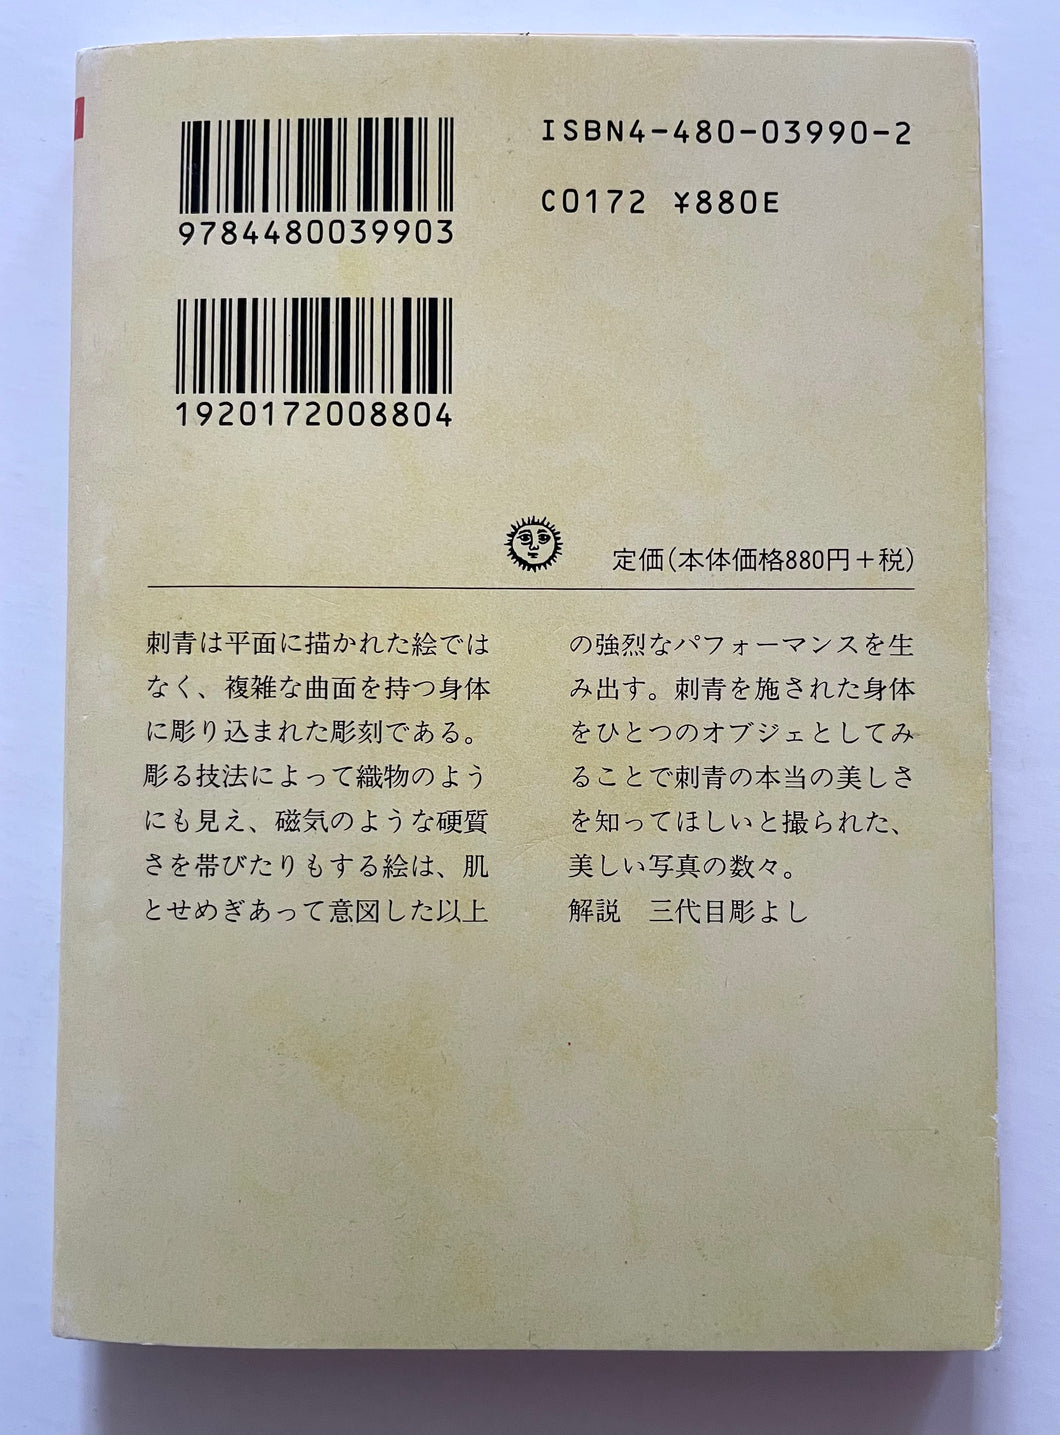 9784480039903
ISBN4-480-03990-2
C0172 ¥880E
1920172008804
定価(本体価格880円+税)
刺青は平面に描かれた絵では
なく、複雑な曲面を持つ身体
に彫り込まれた彫刻である。
彫る技法によって織物のよう
にも見え、磁気のような硬質
さを帯びたりもする絵は、肌
とせめぎあって意図した以上
の強烈なパフォーマンスを生
み出す。刺青を施された身体
をひとつのオブジェとしてみ
ることで刺青の本当の美しさ
を知ってほしいと撮られた、
美しい写真の数々。
解説　三代目彫よし